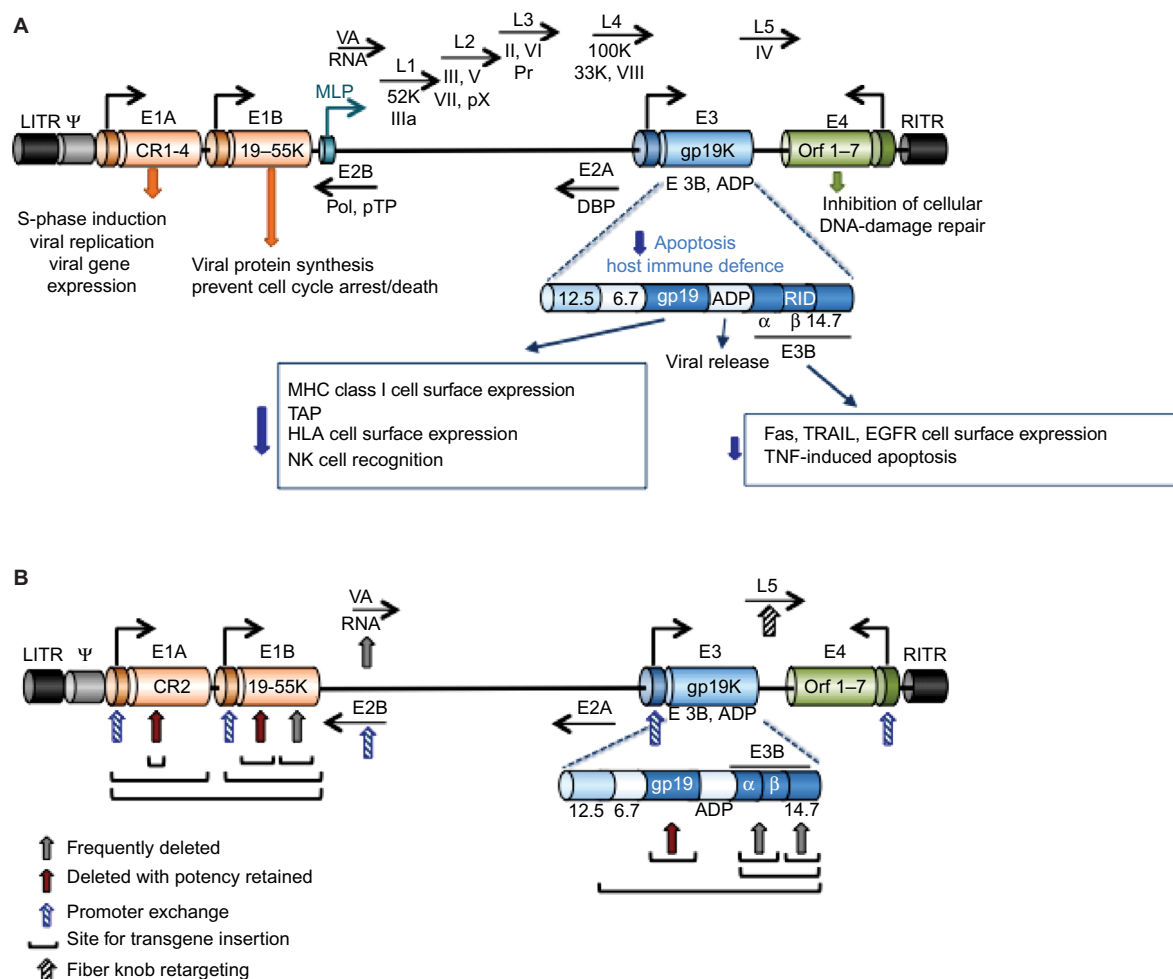 A
VA
RNA
L1
52K
IIIa
L2
III, V
VII, pX
L3
II, VI
Pr
L4
100K
33K, VIII
L5
IV
MLP
LITR
Ψ
E1A
CR1-4
E1B
19–55K
E3
gp19K
E4
Orf 1–7
RITR
E2B
Pol, pTP
E2A
DBP
E 3B, ADP
S-phase induction
viral replication
viral gene
expression
Viral protein synthesis
prevent cell cycle arrest/death
Inhibition of cellular
DNA-damage repair
Apoptosis
host immune defence
12.5
6.7
gp19
ADP
RID
α
β
14.7
E3B
Viral release
MHC class I cell surface expression
TAP
HLA cell surface expression
NK cell recognition
Fas, TRAIL, EGFR cell surface expression
TNF-induced apoptosis
B
VA
RNA
L5
LITR
Ψ
E1A
CR2
E1B
19-55K
E3
gp19K
E4
Orf 1–7
RITR
E2B
E2A
E 3B, ADP
E3B
gp19
α
β
12.5
6.7
ADP
14.7
Frequently deleted
Deleted with potency retained
Promoter exchange
Site for transgene insertion
Fiber knob retargeting